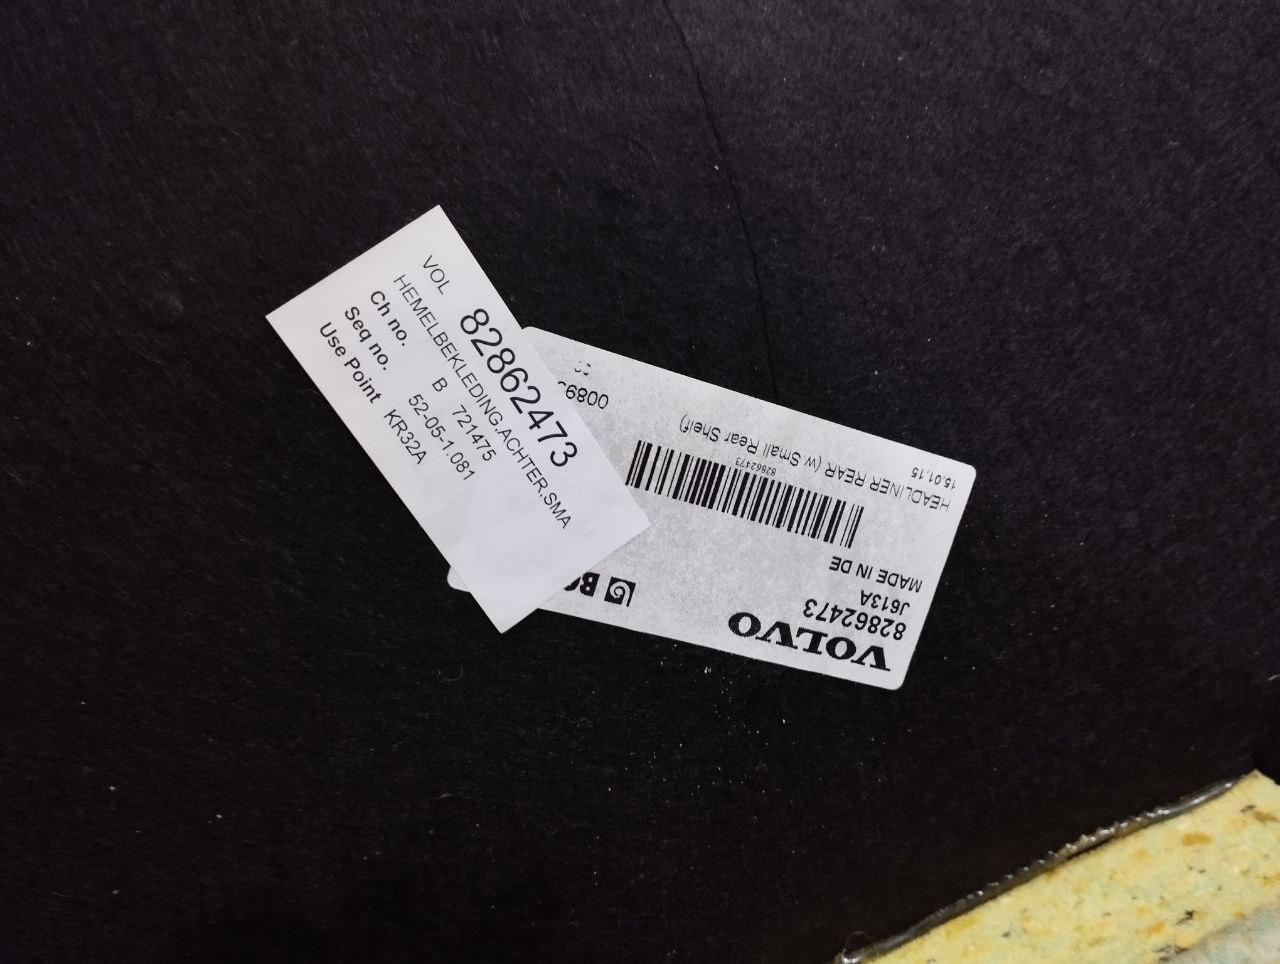 VOL
82862473
HEMELBEKLEDING.ACHTER.SMA
Ch no. B 721475
Seq no. 52-05-1.081
Use Point KR32A
VOLVO
82862473
J613A
MADE IN DE
82862473
HEADLINER REAR (w.Small Rear Shelf)
15.01.15